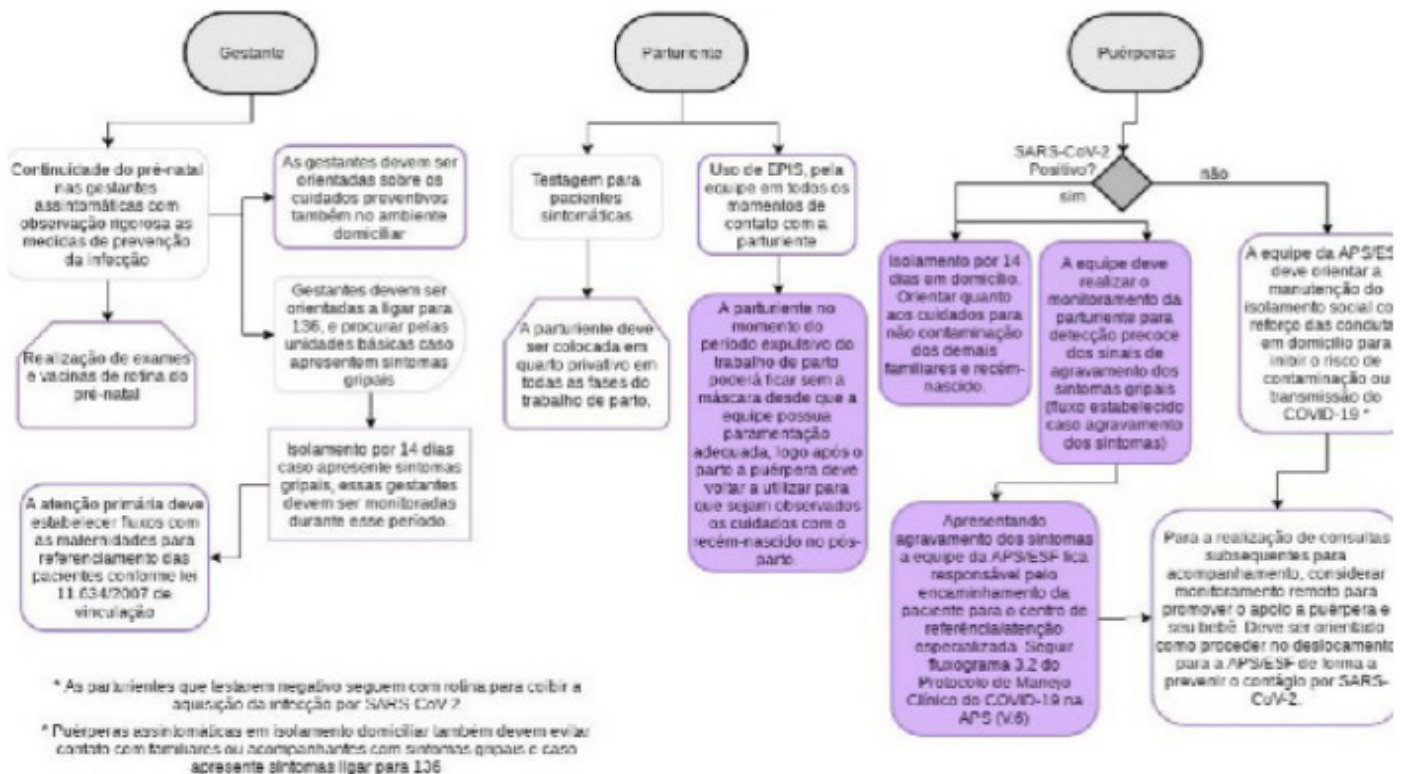 Gestante
Continuidade do pré-natal
nas gestantes
assintomáticas com
observação rigorosa as
medidas de prevenção
da infecção
As gestantes devem ser
orientadas sobre os
cuidados preventivos
também no ambiente
domiciliar
Gestantes devem ser
orientadas a ligar para
136, e procurar pelas
unidades básicas caso
apresentem sintomas
gripais
Realização de exames
e vacinas de rotina do
pré-natal
Isolamento por 14 dias
caso apresente sintomas
gripais, essas gestantes
devem ser monitoradas
durante esse período.
A atenção primária deve
estabelecer fluxos com
as maternidades para
referenciamento das
pacientes conforme lei
11.634/2007 de
vinculação
Parturiente
Testagem para
pacientes
sintomáticas
Uso de EPIS, pela
equipe em todos os
momentos de
contato com a
parturiente
A parturiente deve
ser colocada em
quarto privativo em
todas as fases do
trabalho de parto.
A parturiente no
momento do
período expulsivo do
trabalho de parto
poderá ficar sem a
máscara desde que a
equipe possua
paramentação
adequada, logo após o
parto a puérpera deve
voltar a utilizar para
que sejam observados
os cuidados com o
recém-nascido no pós-
parto
Puérperas
SARS-CoV-2
Positivo?
sim
não
Isolamento por 14
dias em domicílio.
Orientar quanto
aos cuidados para
não contaminação
dos demais
familiares e recém-
nascido.
A equipe deve
realizar o
monitoramento da
parturiente para
detecção precoce
dos sinais de
agravamento dos
sintomas gripais
(fluxo estabelecido
caso agravamento
dos sintomas)
A equipe da APS/ES
deve orientar a
manutenção do
isolamento social co
reforço das conduta
em domicílio para
inibir o risco de
contaminação ou
transmissão do
COVID-19 *
Apresentando
agravamento dos sintomas
a equipe da APS/ESF fica
responsável pelo
encaminhamento da
paciente para o centro de
referência/atenção
especializada. Seguir
fluxograma 3.2 do
Protocolo de Manejo
Clínico do COVID-19 na
APS (V.6)
Para a realização de consultas
subsequentes para
acompanhamento, considerar
monitoramento remoto para
promover o apoio a puérpera e
seu bebê. Deve ser orientado
como proceder no deslocamento
para a APS/ESF de forma a
prevenir o contágio por SARS-
CoV-2.
* As parturientes que testarem negativo seguem com rotina para coibir a
aquisição da infecção por SARS-CoV-2
* Puérperas assintomáticas em isolamento domiciliar também devem evitar
contato com familiares ou acompanhantes com sintomas gripais e caso
apresente sintomas ligar para 136